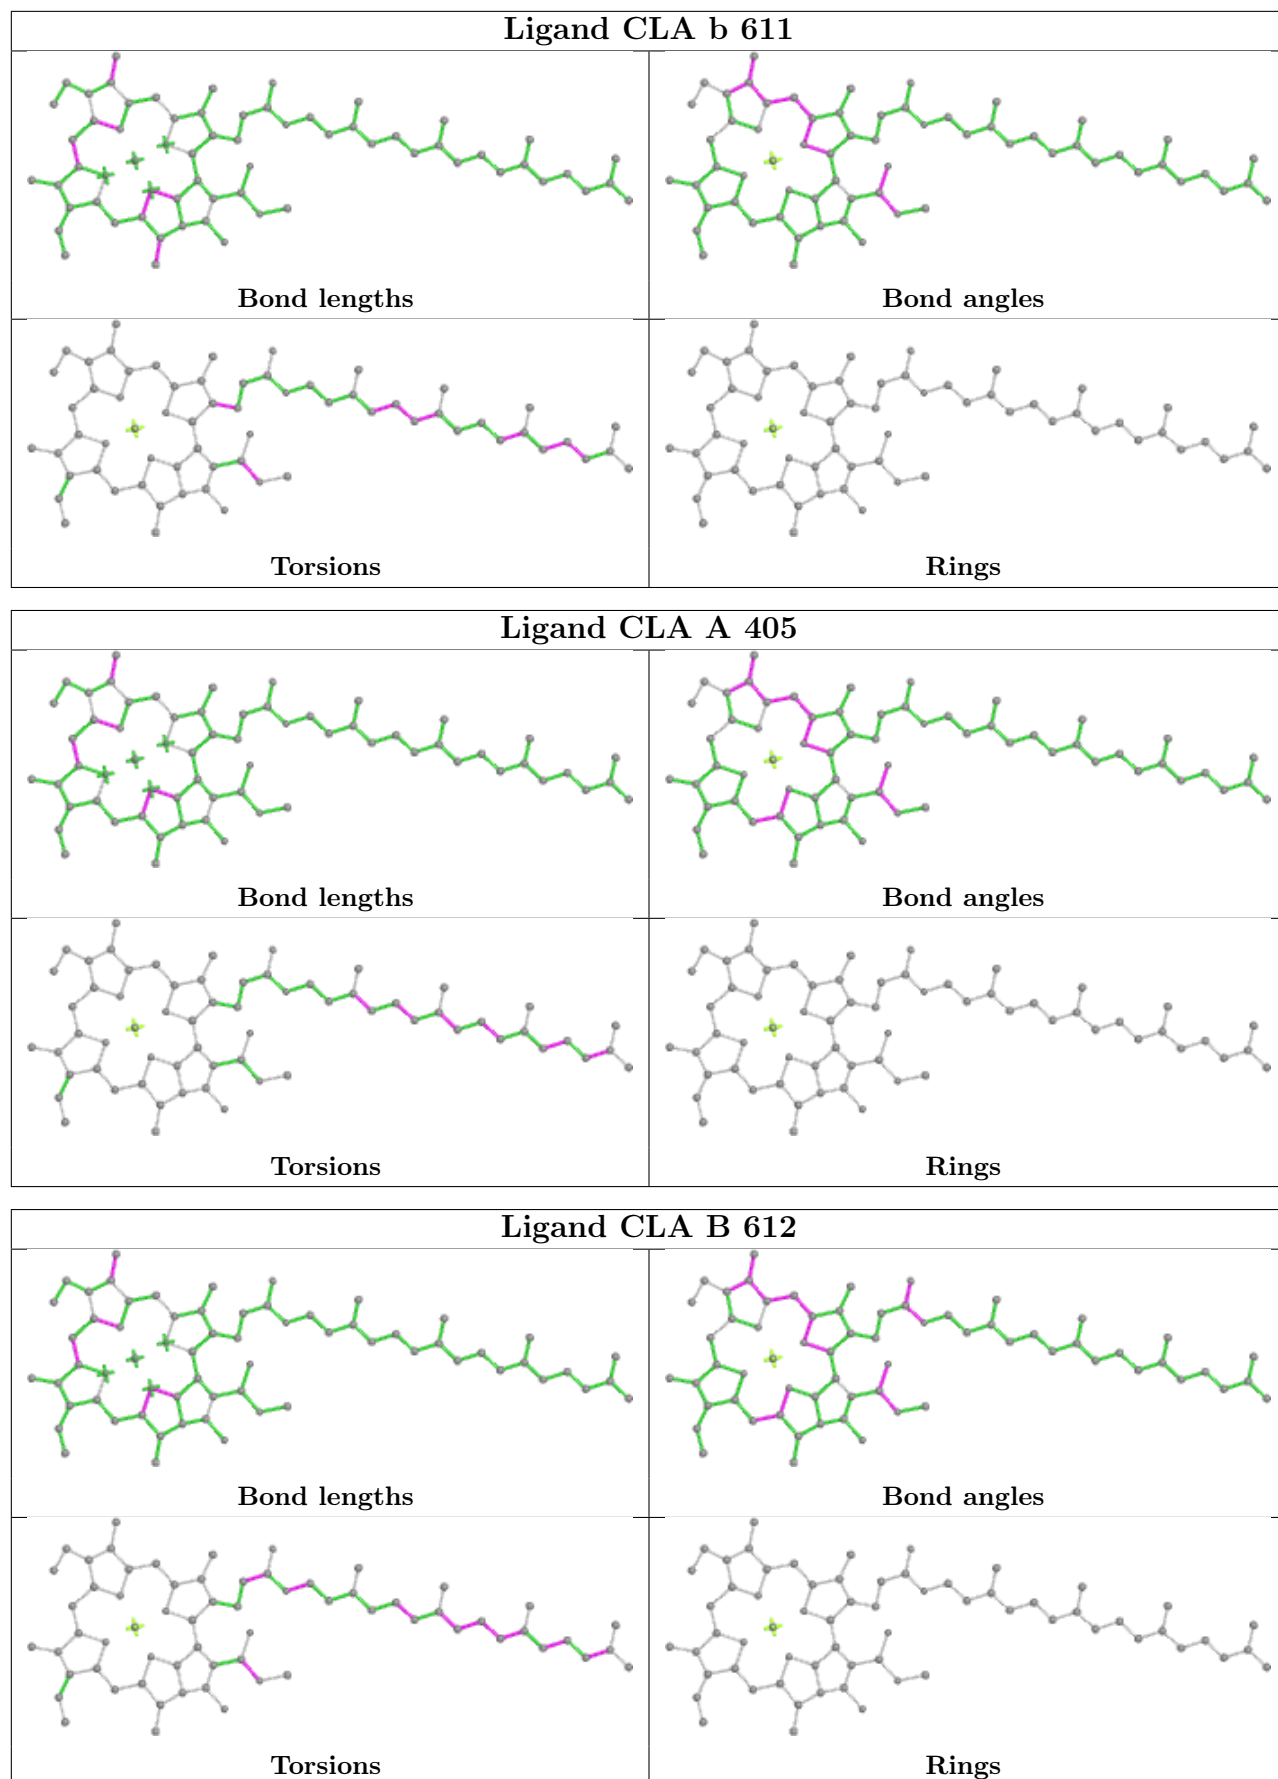 Ligand CLA b 611
Bond lengths
Bond angles
Torsions
Rings
Ligand CLA A 405
Bond lengths
Bond angles
Torsions
Rings
Ligand CLA B 612
Bond lengths
Bond angles
Torsions
Rings